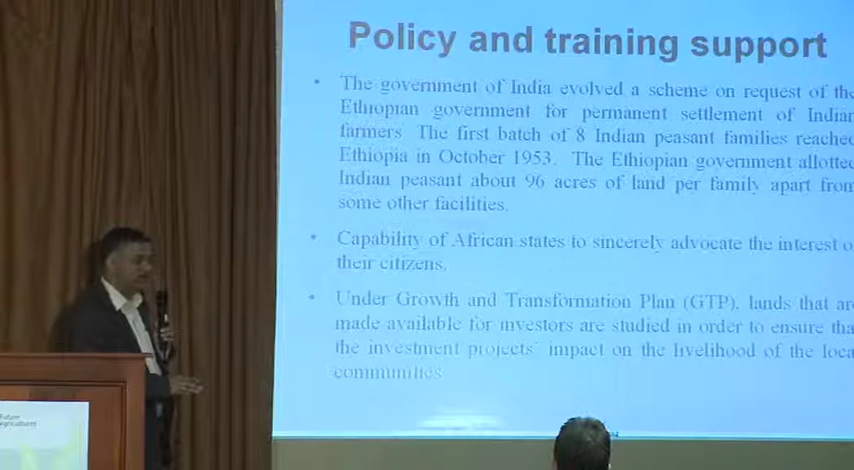 Policy and training support
• The government of India evolved a scheme on request of the
Ethiopian government for permanent settlement of Indian
farmers. The first batch of 8 Indian peasant families reached
Ethiopia in October 1953. The Ethiopian government allotted
Indian peasant about 96 acres of land per family apart from
some other facilities.
• Capability of African states to sincerely advocate the interest o
their citizens.
• Under Growth and Transformation Plan (GTP), lands that are
made available for investors are studied in order to ensure tha
the investment projects' impact on the livelihood of the loca
communities
Future
Agricultures